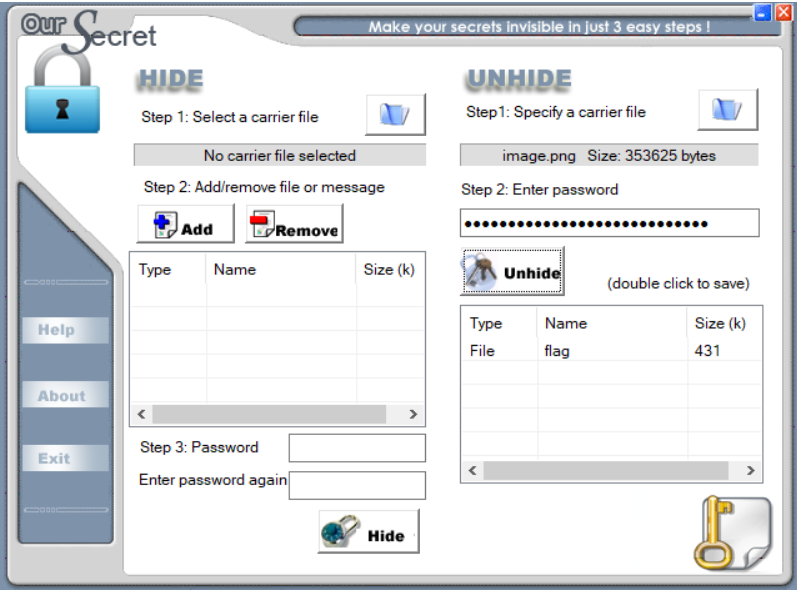 Our Secret
Make your secrets invisible in just 3 easy steps !
HIDE
Step 1: Select a carrier file
No carrier file selected
Step 2: Add/remove file or message
Add Remove
Type Name Size (k)
Step 3: Password
Enter password again
Hide
UNHIDE
Step1: Specify a carrier file
image.png Size: 353625 bytes
Step 2: Enter password
••••••••••••••••••••••••••••
Unhide
(double click to save)
Type Name Size (k)
File flag 431
Help
About
Exit